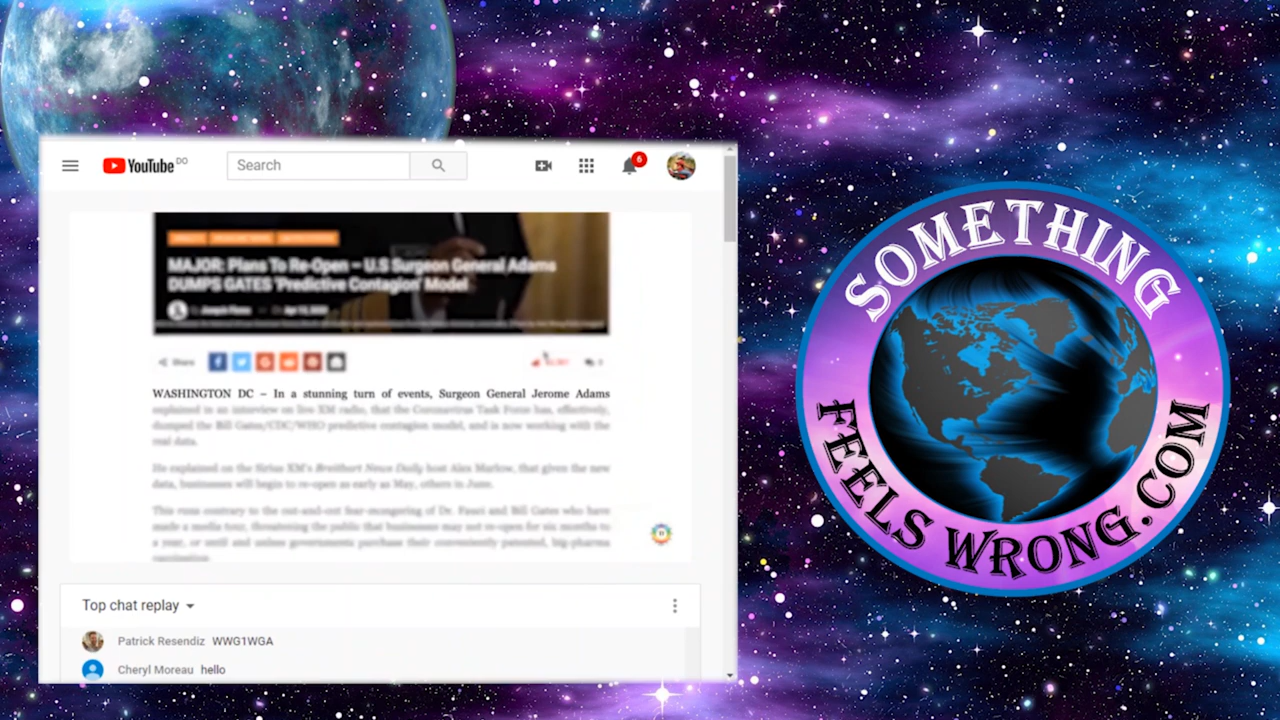 YouTube DO
Search
6
MAJOR: Plans To Re-Open – U.S Surgeon General Adams
DUMPS GATES 'Predictive Contagion' Model
Share
WASHINGTON DC – In a stunning turn of events, Surgeon General Jerome Adams
explained in an interview on live XM radio, that the Coronavirus Task Force has, effectively,
dumped the Bill Gates/CDC/WHO predictive contagion model, and is now working with the
real data.
He explained on the Sirius XM's Breitbart News Daily host Alex Marlow, that given the new
data, businesses will begin to re-open as early as May, others in June.
This runs contrary to the out-and-out fear-mongering of Dr. Fauci and Bill Gates who have
made a media tour, threatening the public that businesses may not re-open for six months to
a year, or until and unless governments purchase their conveniently patented, big-pharma
vaccination
Top chat replay
Patrick Resendiz WWG1WGA
Cheryl Moreau hello
SOMETHING
FEELS WRONG.COM